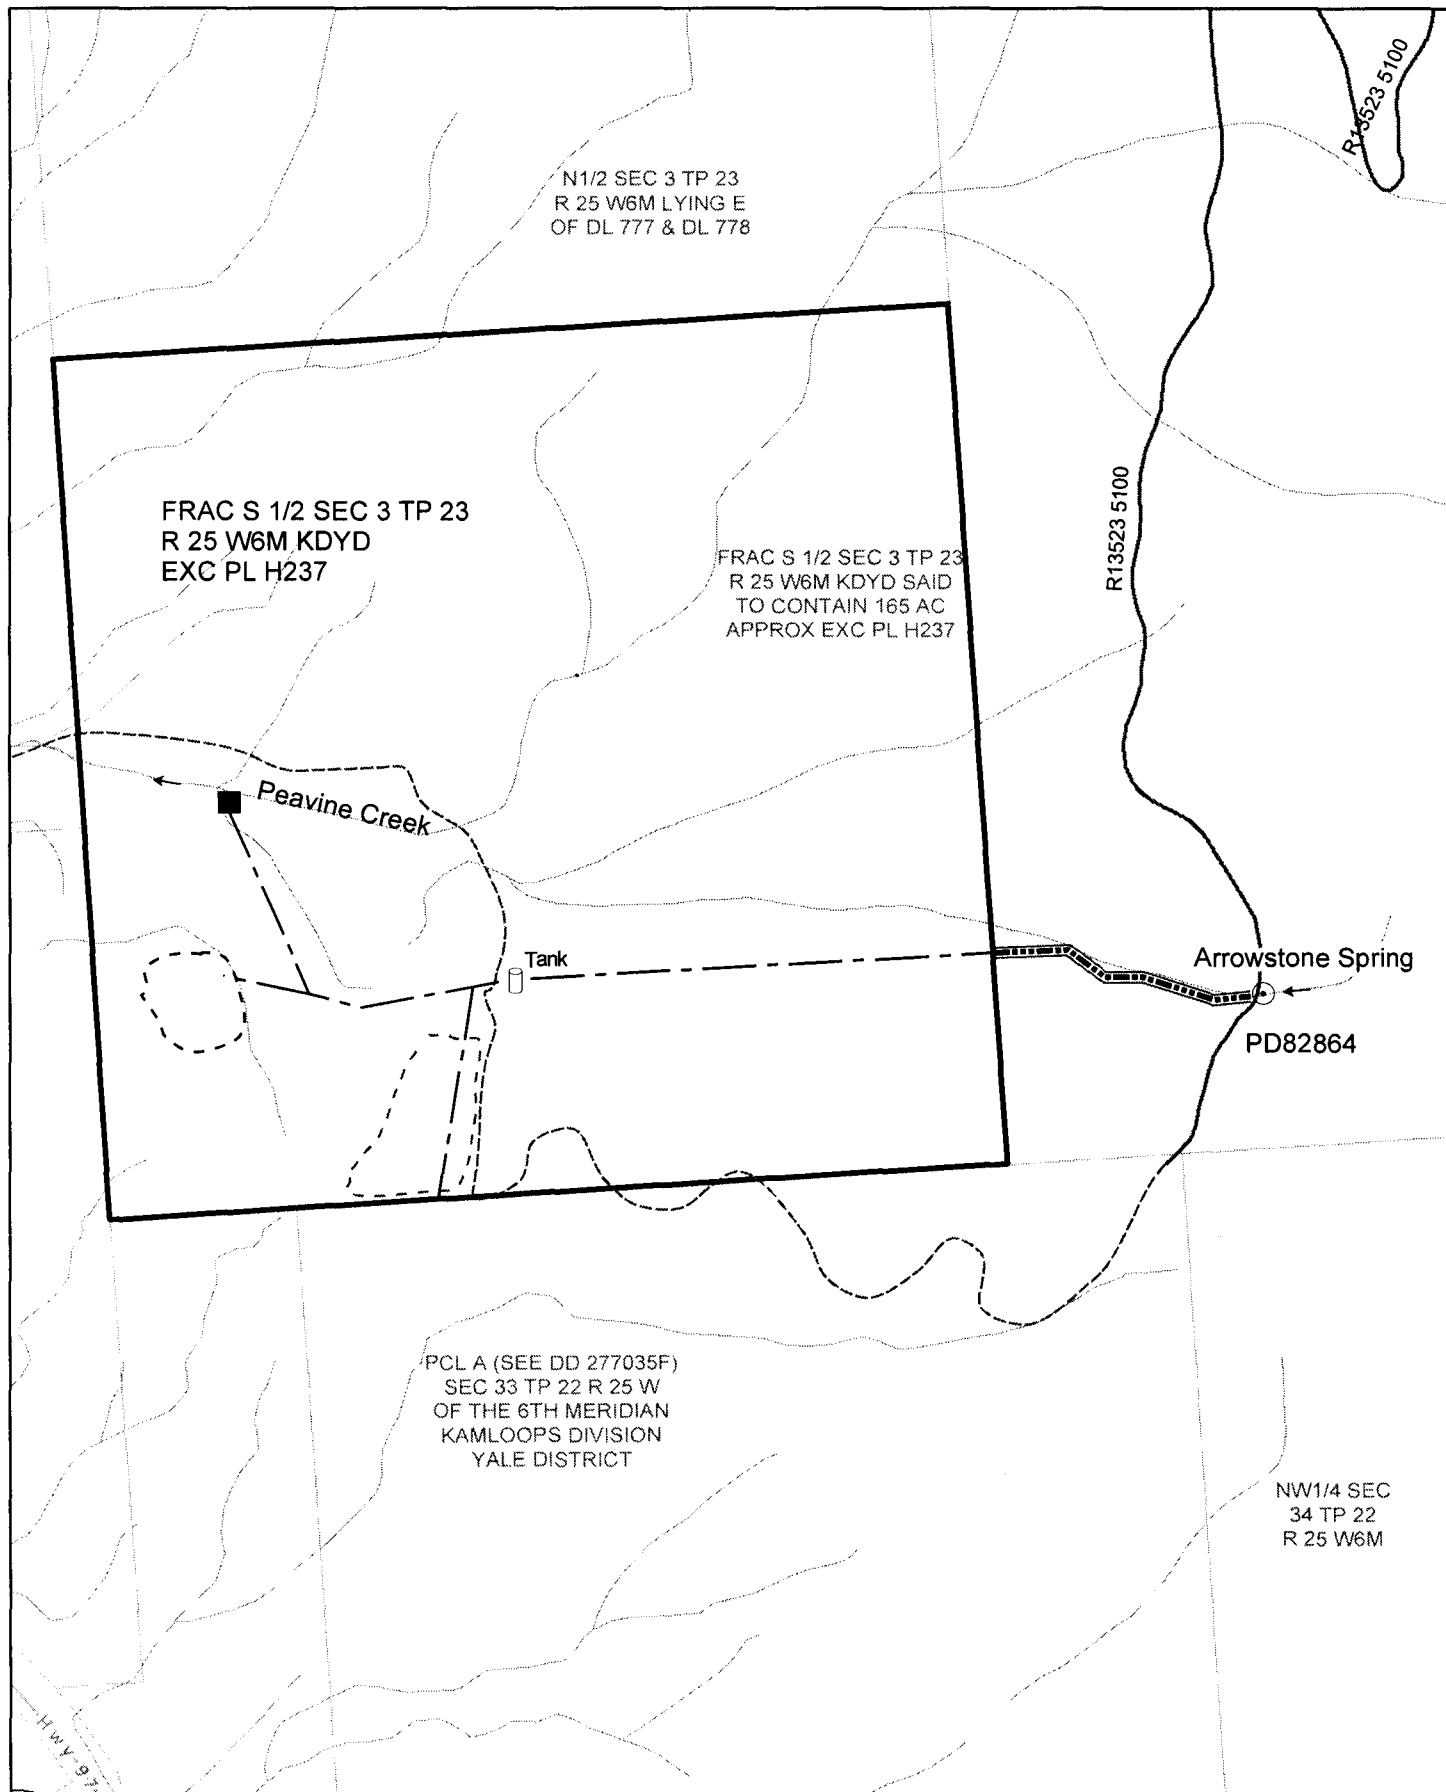 R13523 5100
N1/2 SEC 3 TP 23
R 25 W6M LYING E
OF DL 777 & DL 778
FRAC S 1/2 SEC 3 TP 23
R 25 W6M KDYD
EXC PL H237
R13523 5100
FRAC S 1/2 SEC 3 TP 23
R 25 W6M KDYD SAID
TO CONTAIN 165 AC
APPROX EXC PL H237
Peavine Creek
Tank
Arrowstone Spring
PD82864
PCL A (SEE DD 277035F)
SEC 33 TP 22 R 25 W
OF THE 6TH MERIDIAN
KAMLOOPS DIVISION
YALE DISTRICT
NW1/4 SEC
34 TP 22
R 25 W6M
Hwy-97